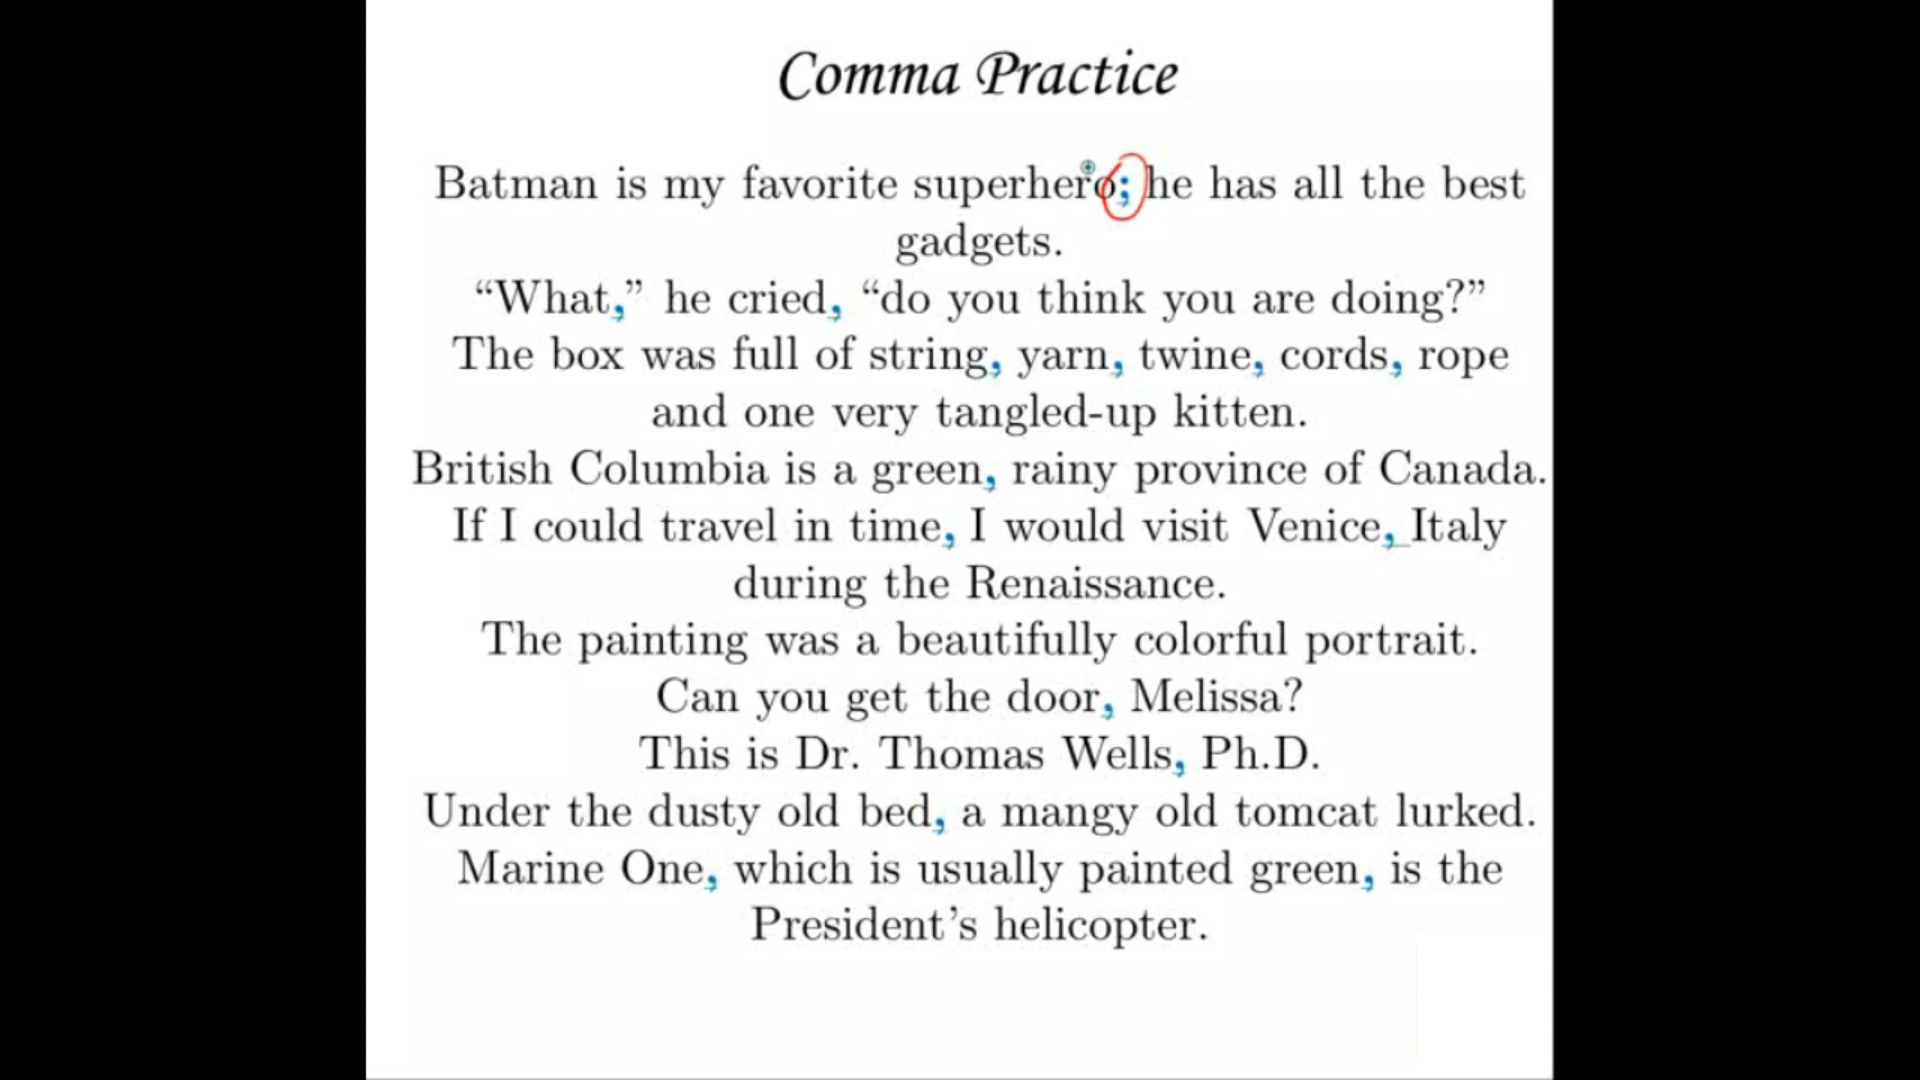 Comma Practice
Batman is my favorite superhero; he has all the best
gadgets.
“What,” he cried, “do you think you are doing?”
The box was full of string, yarn, twine, cords, rope
and one very tangled-up kitten.
British Columbia is a green, rainy province of Canada.
If I could travel in time, I would visit Venice, Italy
during the Renaissance.
The painting was a beautifully colorful portrait.
Can you get the door, Melissa?
This is Dr. Thomas Wells, Ph.D.
Under the dusty old bed, a mangy old tomcat lurked.
Marine One, which is usually painted green, is the
President’s helicopter.